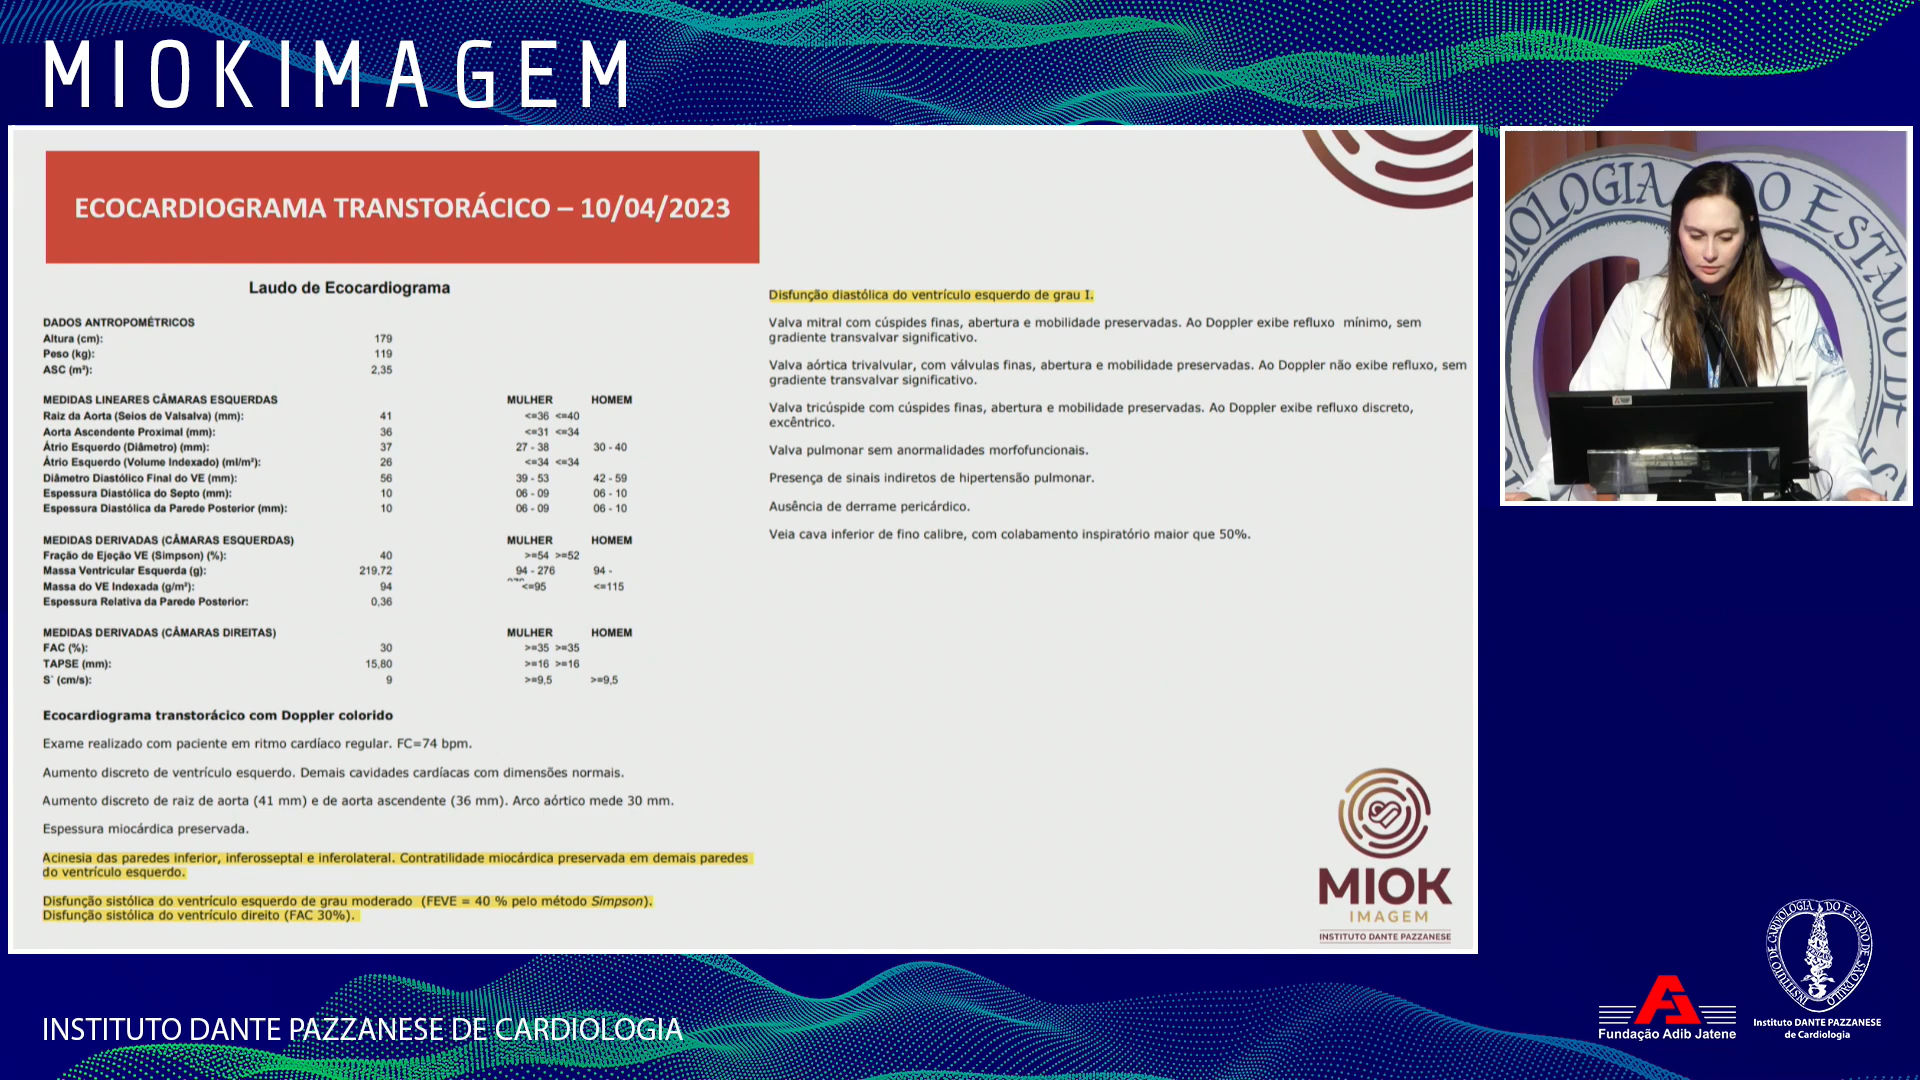 MIOKIMAGEM
ECOCARDIOGRAMA TRANSTORÁCICO – 10/04/2023
Laudo de Ecocardiograma
DADOS ANTROPOMÉTRICOS
Altura (cm): 179
Peso (kg): 119
ASC (m²): 2,35
MEDIDAS LINEARES CÂMARAS ESQUERDAS MULHER HOMEM
Raiz da Aorta (Seios de Valsalva) (mm): 41 <=36 <=40
Aorta Ascendente Proximal (mm): 36 <=31 <=34
Átrio Esquerdo (Diâmetro) (mm): 37 27 - 38 30 - 40
Átrio Esquerdo (Volume Indexado) (ml/m²): 26 <=34 <=34
Diâmetro Diastólico Final do VE (mm): 56 39 - 53 42 - 59
Espessura Diastólica do Septo (mm): 10 06 - 09 06 - 10
Espessura Diastólica da Parede Posterior (mm): 10 06 - 09 06 - 10
MEDIDAS DERIVADAS (CÂMARAS ESQUERDAS) MULHER HOMEM
Fração de Ejeção VE (Simpson) (%): 40 >=54 >=52
Massa Ventricular Esquerda (g): 219,72 94 - 276 94 -
Massa do VE Indexada (g/m²): 94 <=95 <=115
Espessura Relativa da Parede Posterior: 0,36
MEDIDAS DERIVADAS (CÂMARAS DIREITAS) MULHER HOMEM
FAC (%): 30 >=35 >=35
TAPSE (mm): 15,80 >=16 >=16
S` (cm/s): 9 >=9,5 >=9,5
Ecocardiograma transtorácico com Doppler colorido
Exame realizado com paciente em ritmo cardíaco regular. FC=74 bpm.
Aumento discreto de ventrículo esquerdo. Demais cavidades cardíacas com dimensões normais.
Aumento discreto de raiz de aorta (41 mm) e de aorta ascendente (36 mm). Arco aórtico mede 30 mm.
Espessura miocárdica preservada.
Acinesia das paredes inferior, inferosseptal e inferolateral. Contratilidade miocárdica preservada em demais paredes
do ventrículo esquerdo.
Disfunção sistólica do ventrículo esquerdo de grau moderado (FEVE = 40 % pelo método Simpson).
Disfunção sistólica do ventrículo direito (FAC 30%).
Disfunção diastólica do ventrículo esquerdo de grau I.
Valva mitral com cúspides finas, abertura e mobilidade preservadas. Ao Doppler exibe refluxo mínimo, sem
gradiente transvalvar significativo.
Valva aórtica trivalvular, com válvulas finas, abertura e mobilidade preservadas. Ao Doppler não exibe refluxo, sem
gradiente transvalvar significativo.
Valva tricúspide com cúspides finas, abertura e mobilidade preservadas. Ao Doppler exibe refluxo discreto,
excêntrico.
Valva pulmonar sem anormalidades morfofuncionais.
Presença de sinais indiretos de hipertensão pulmonar.
Ausência de derrame pericárdico.
Veia cava inferior de fino calibre, com colabamento inspiratório maior que 50%.
MIOK
IMAGEM
INSTITUTO DANTE PAZZANESE
INSTITUTO DANTE PAZZANESE DE CARDIOLOGIA
Fundação Adib Jatene
INSTITUTO DE CARDIOLOGIA DO ESTADO DE SÃO PAULO
Instituto DANTE PAZZANESE
de Cardiologia